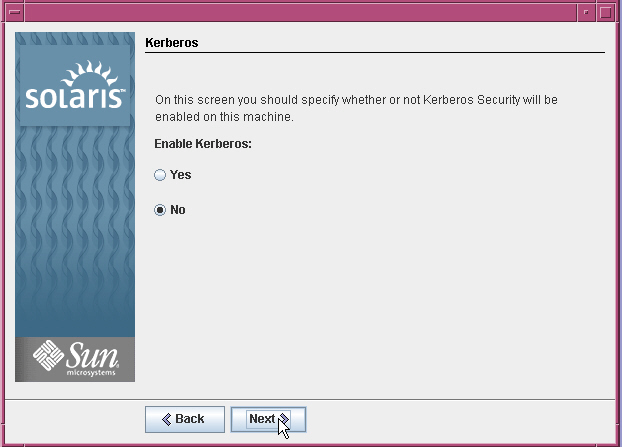 Kerberos
solaris™
On this screen you should specify whether or not Kerberos Security will be
enabled on this machine.
Enable Kerberos:
Yes
No
Sun
microsystems
Back
Next